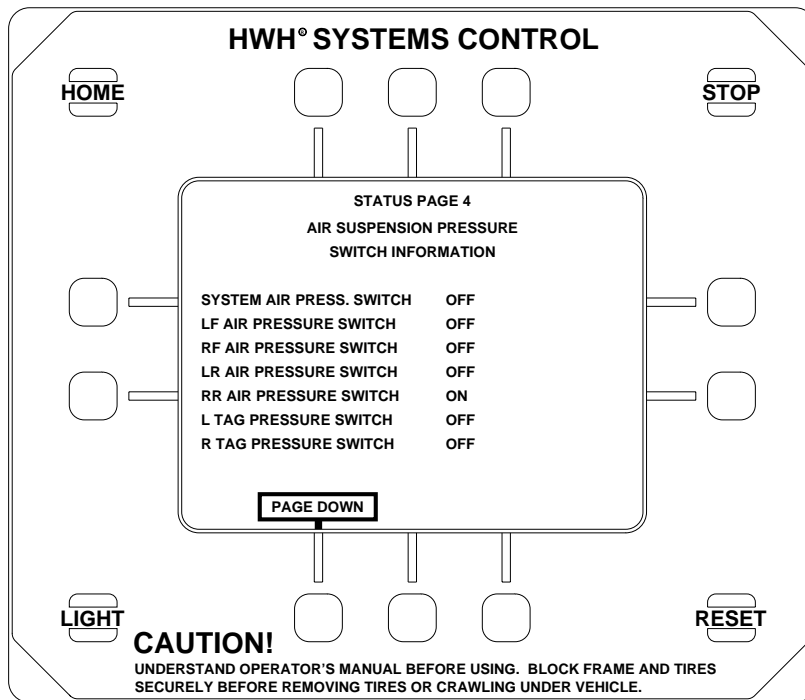 HWH® SYSTEMS CONTROL
HOME
STOP
STATUS PAGE 4
AIR SUSPENSION PRESSURE
SWITCH INFORMATION
SYSTEM AIR PRESS. SWITCH OFF
LF AIR PRESSURE SWITCH OFF
RF AIR PRESSURE SWITCH OFF
LR AIR PRESSURE SWITCH OFF
RR AIR PRESSURE SWITCH ON
L TAG PRESSURE SWITCH OFF
R TAG PRESSURE SWITCH OFF
PAGE DOWN
LIGHT
RESET
CAUTION!
UNDERSTAND OPERATOR'S MANUAL BEFORE USING. BLOCK FRAME AND TIRES
SECURELY BEFORE REMOVING TIRES OR CRAWLING UNDER VEHICLE.